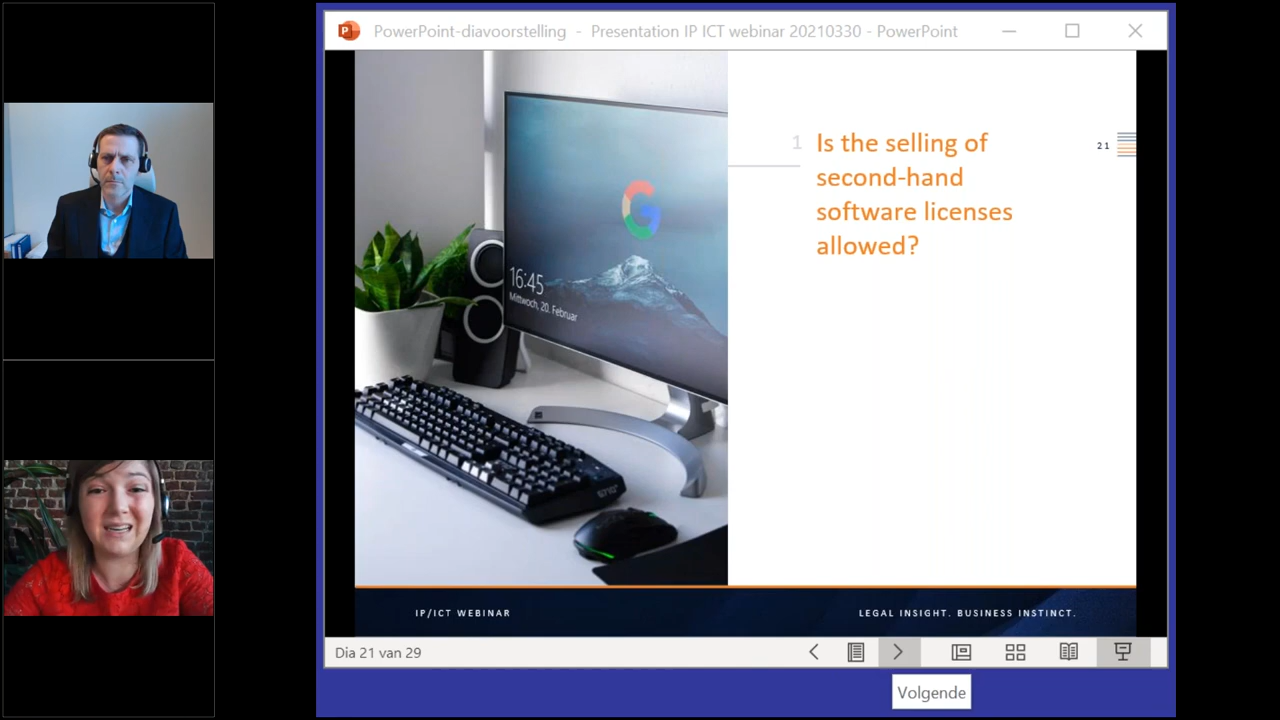 PowerPoint-diavoorstelling - Presentation IP ICT webinar 20210330 - PowerPoint
1
Is the selling of
second-hand
software licenses
allowed?
21
16:45
Mittwoch, 20. Februar
IP/ICT WEBINAR
LEGAL INSIGHT. BUSINESS INSTINCT.
Dia 21 van 29
Volgende